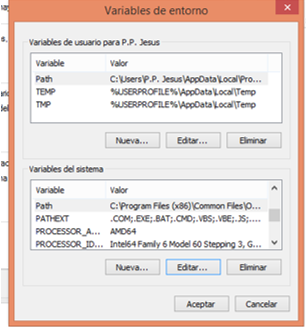 Variables de entorno
Variables de usuario para P.P. Jesus
Variable Valor
Path C:\Users\P.P. Jesus\AppData\Local\Pro...
TEMP %USERPROFILE%\AppData\Local\Temp
TMP %USERPROFILE%\AppData\Local\Temp
Nueva... Editar... Eliminar
Variables del sistema
Variable Valor
Path C:\Program Files (x86)\Common Files\O...
PATHEXT .COM;.EXE;.BAT;.CMD;.VBS;.VBE;.JS;....
PROCESSOR_A... AMD64
PROCESSOR_ID... Intel64 Family 6 Model 60 Stepping 3, G...
Nueva... Editar... Eliminar
Aceptar Cancelar